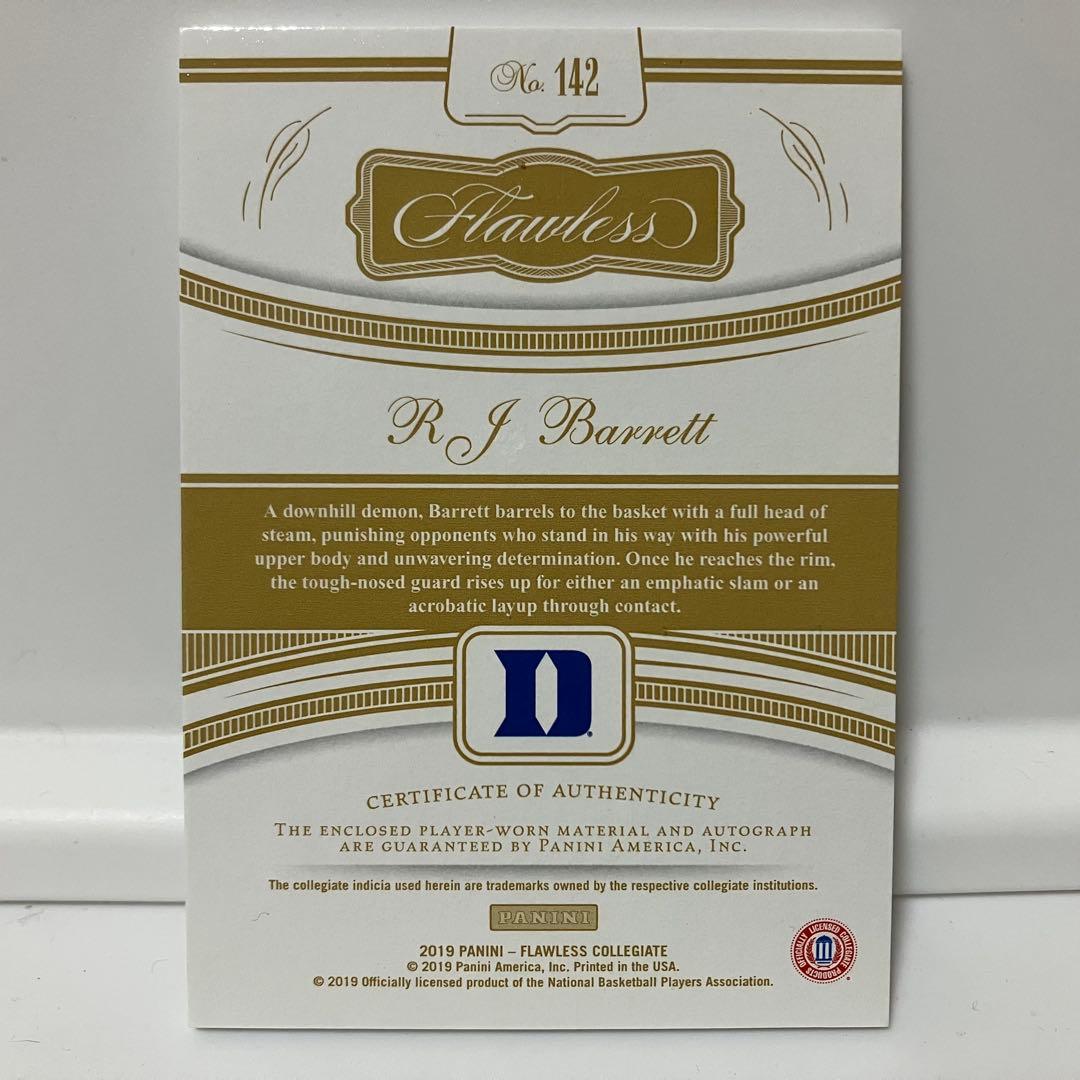 No. 142
Flawless
R J Barrett
A downhill demon, Barrett barrels to the basket with a full head of
steam, punishing opponents who stand in his way with his powerful
upper body and unwavering determination. Once he reaches the rim,
the tough-nosed guard rises up for either an emphatic slam or an
acrobatic layup through contact.
D
CERTIFICATE OF AUTHENTICITY
THE ENCLOSED PLAYER-WORN MATERIAL AND AUTOGRAPH
ARE GUARANTEED BY PANINI AMERICA, INC.
The collegiate indicia used herein are trademarks owned by the respective collegiate institutions.
PANINI
2019 PANINI – FLAWLESS COLLEGIATE
© 2019 Panini America, Inc. Printed in the USA.
© 2019 Officially licensed product of the National Basketball Players Association.
OFFICIALLY LICENSED COLLEGIATE PRODUCTS